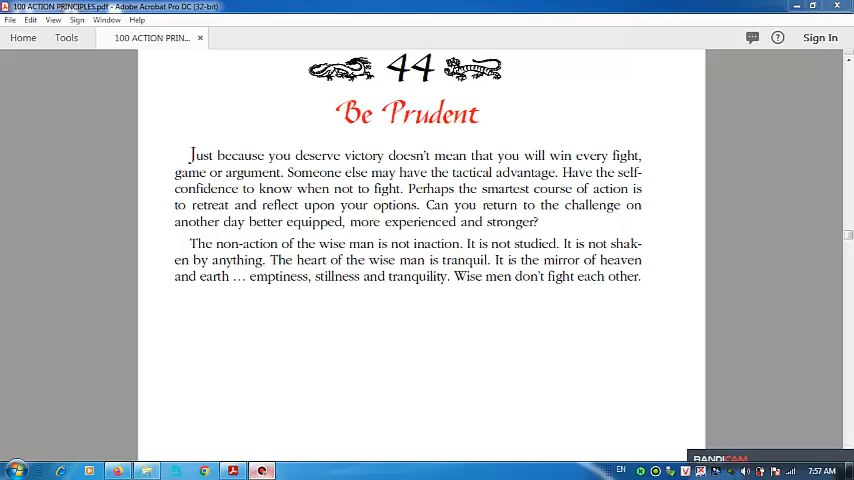 100 ACTION PRINCIPLES.pdf - Adobe Acrobat Pro DC (32-bit)
File Edit View Sign Window Help
Home Tools 100 ACTION PRIN... × Sign In
44
Be Prudent
Just because you deserve victory doesn't mean that you will win every fight,
game or argument. Someone else may have the tactical advantage. Have the self-
confidence to know when not to fight. Perhaps the smartest course of action is
to retreat and reflect upon your options. Can you return to the challenge on
another day better equipped, more experienced and stronger?
The non-action of the wise man is not inaction. It is not studied. It is not shak-
en by anything. The heart of the wise man is tranquil. It is the mirror of heaven
and earth … emptiness, stillness and tranquility. Wise men don't fight each other.
BANDICAM
EN 7:57 AM